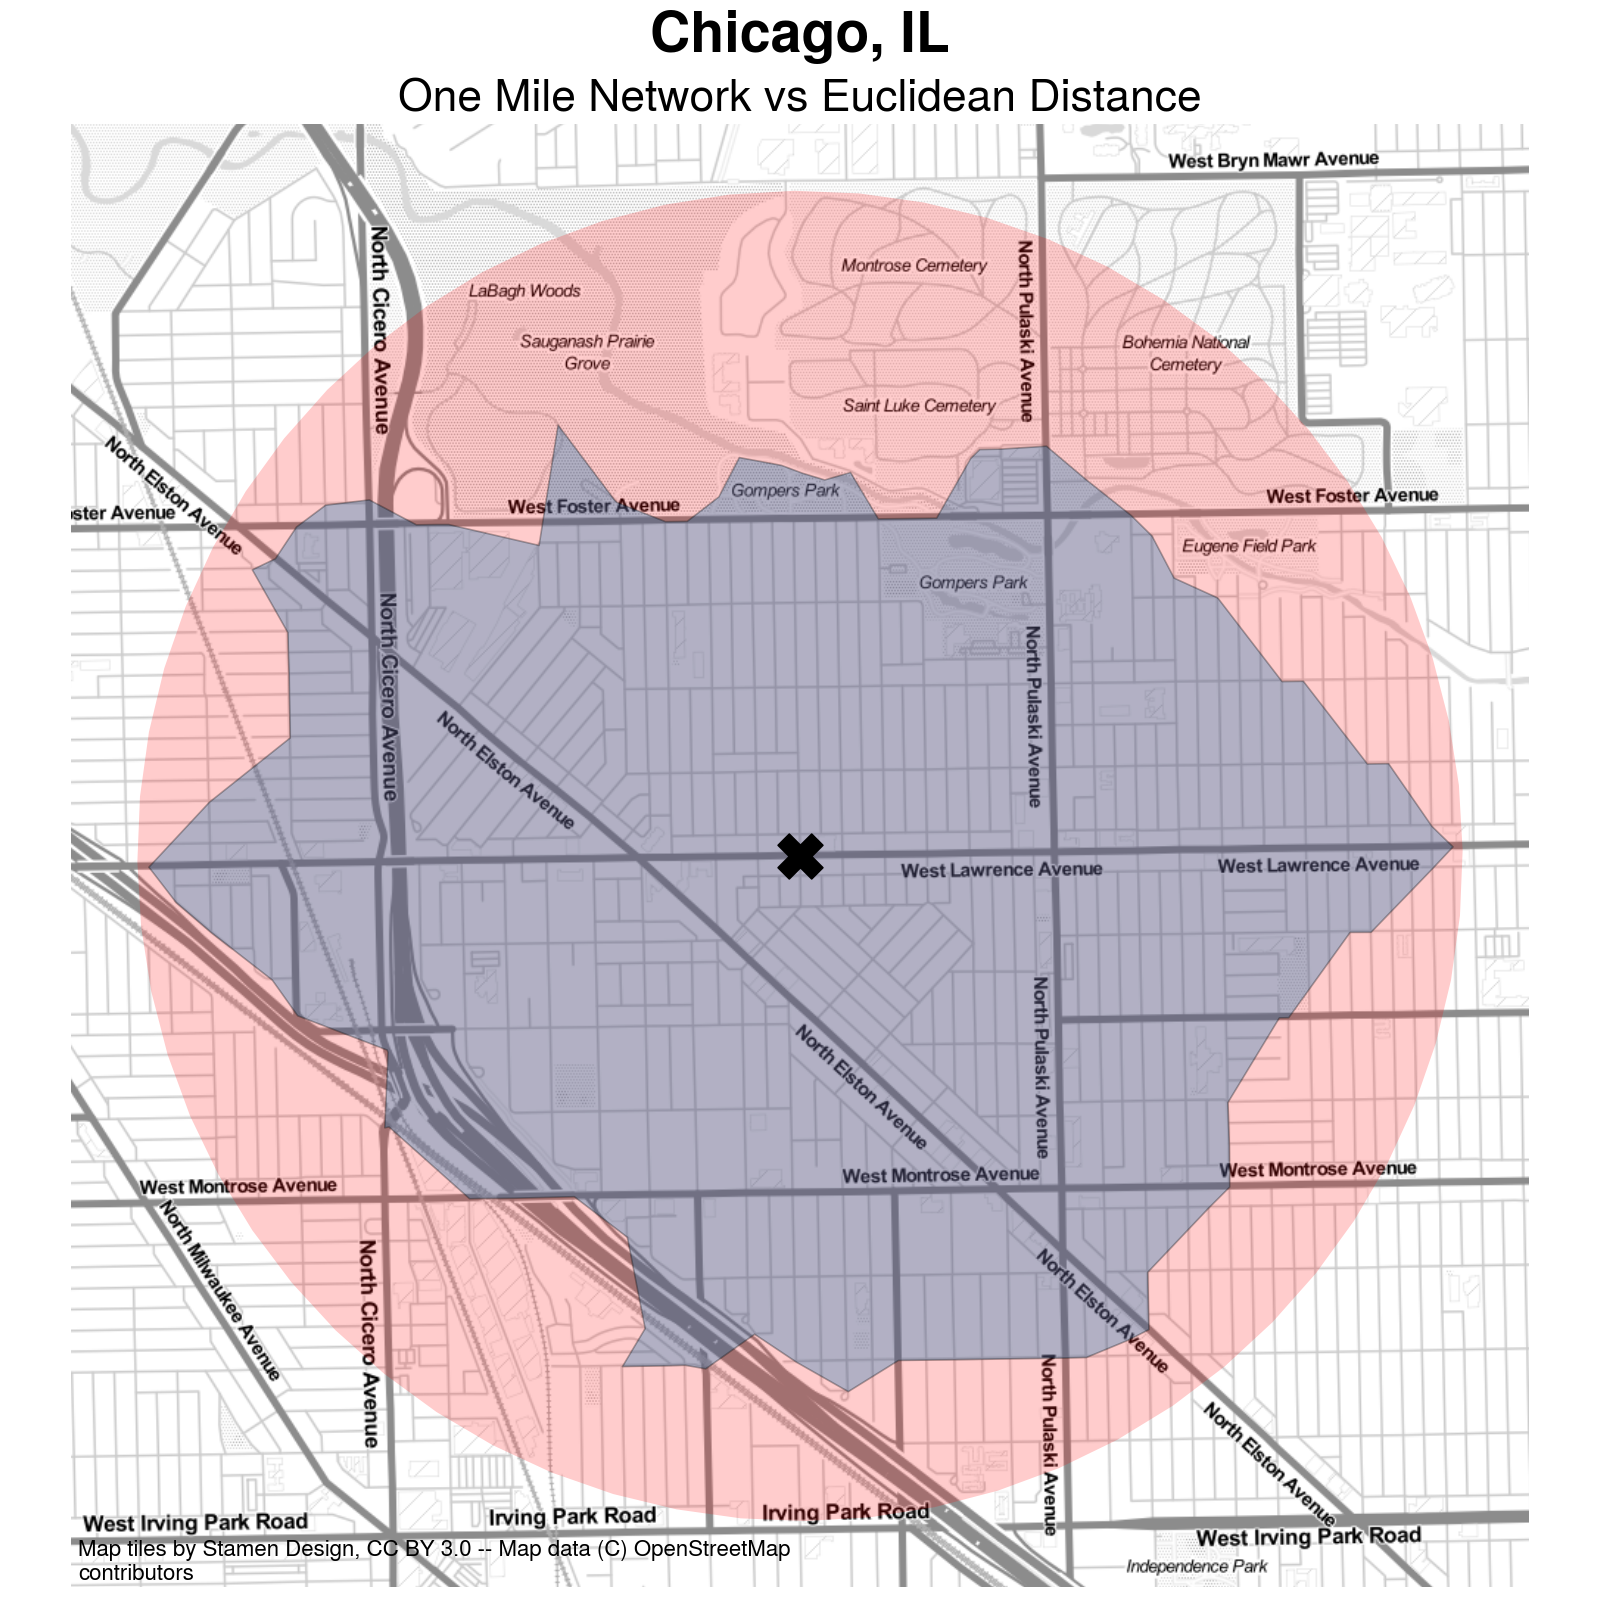 Chicago, IL
One Mile Network vs Euclidean Distance
West Bryn Mawr Avenue
North Cicero Avenue
North Pulaski Avenue
Montrose Cemetery
LaBagh Woods
Sauganash Prairie
Grove
Bohemia National
Cemetery
Saint Luke Cemetery
North Elston Avenue
Gompers Park
West Foster Avenue
West Foster Avenue
ster Avenue
Eugene Field Park
Gompers Park
North Cicero Avenue
North Pulaski Avenue
North Elston Avenue
West Lawrence Avenue
West Lawrence Avenue
North Pulaski Avenue
North Elston Avenue
West Montrose Avenue
West Montrose Avenue
West Montrose Avenue
North Milwaukee Avenue
North Cicero Avenue
North Elston Avenue
North Pulaski Avenue
North Elston Avenue
West Irving Park Road
Irving Park Road
Irving Park Road
West Irving Park Road
Map tiles by Stamen Design, CC BY 3.0 -- Map data (C) OpenStreetMap
contributors
Independence Park